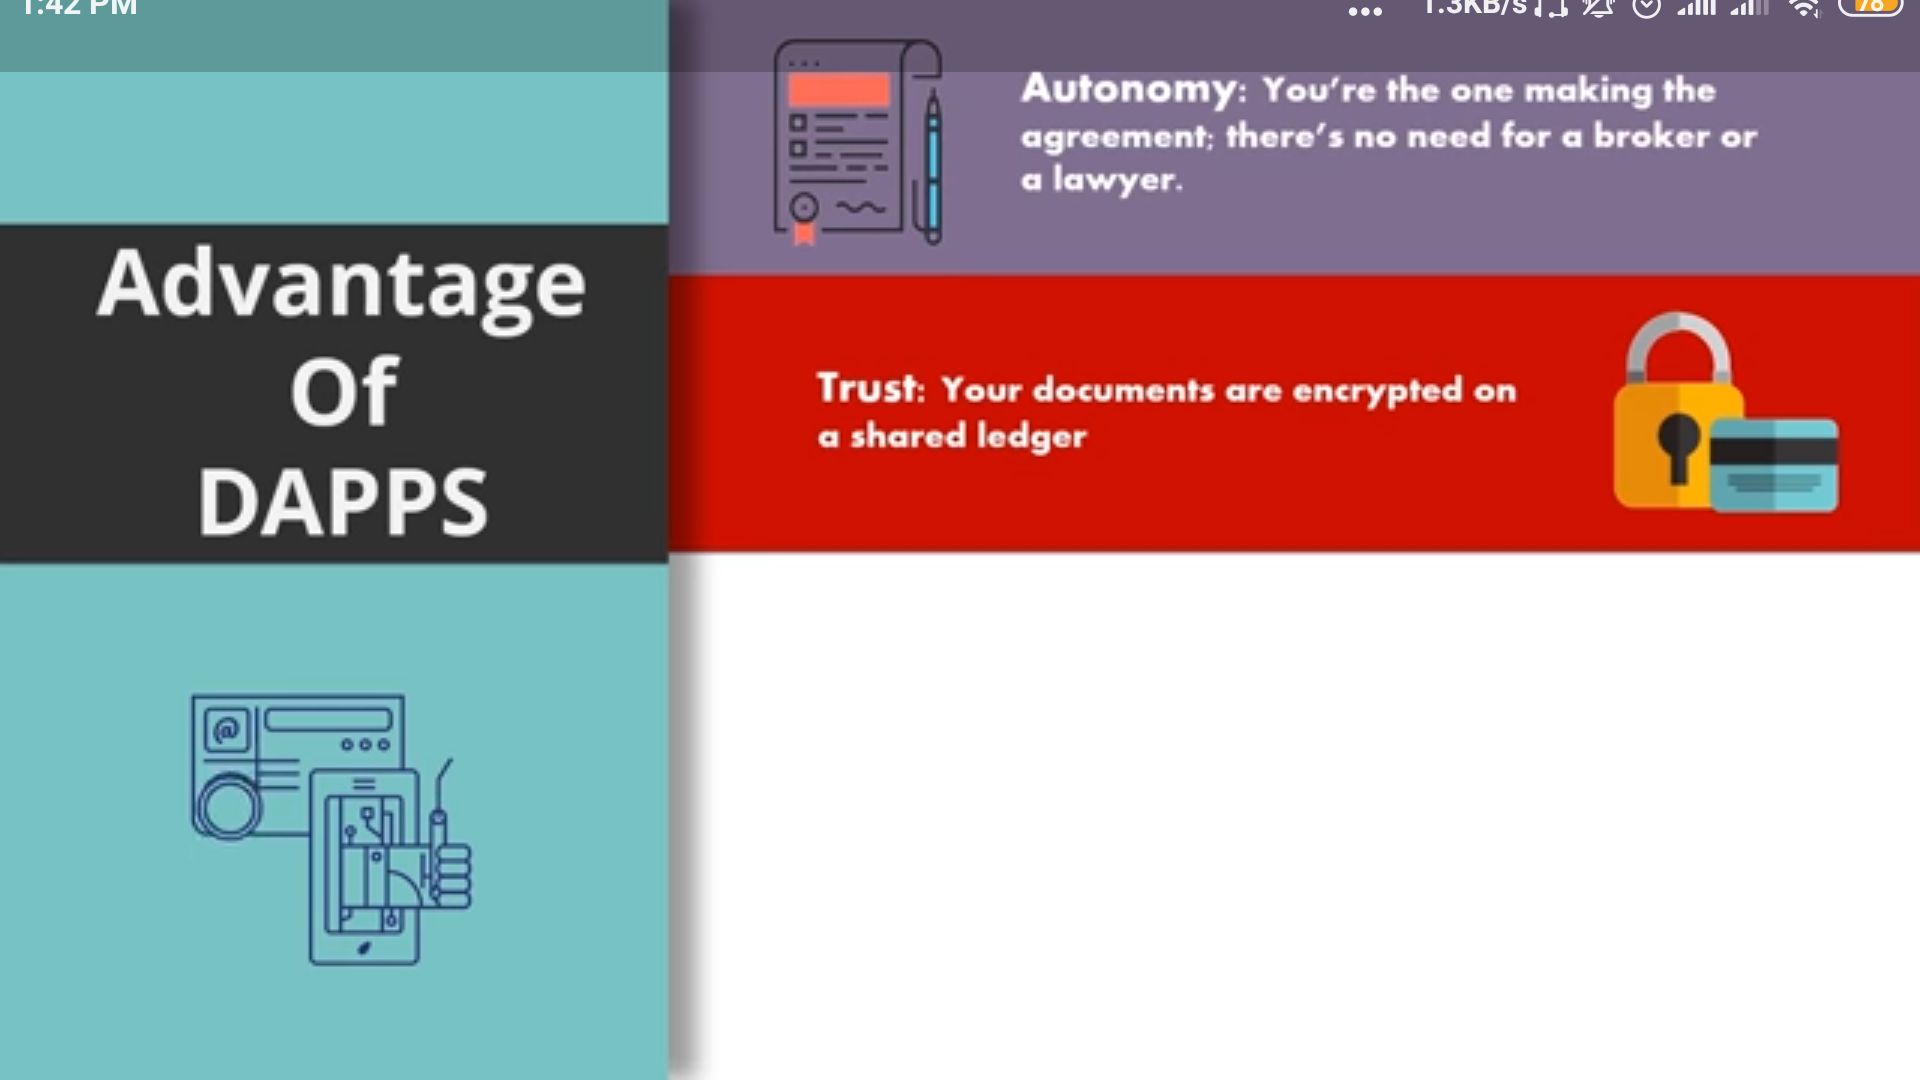 1:42 PM
1.3KB/s
78
Advantage
Of
DAPPS
Autonomy: You're the one making the
agreement; there's no need for a broker or
a lawyer.
Trust: Your documents are encrypted on
a shared ledger
@